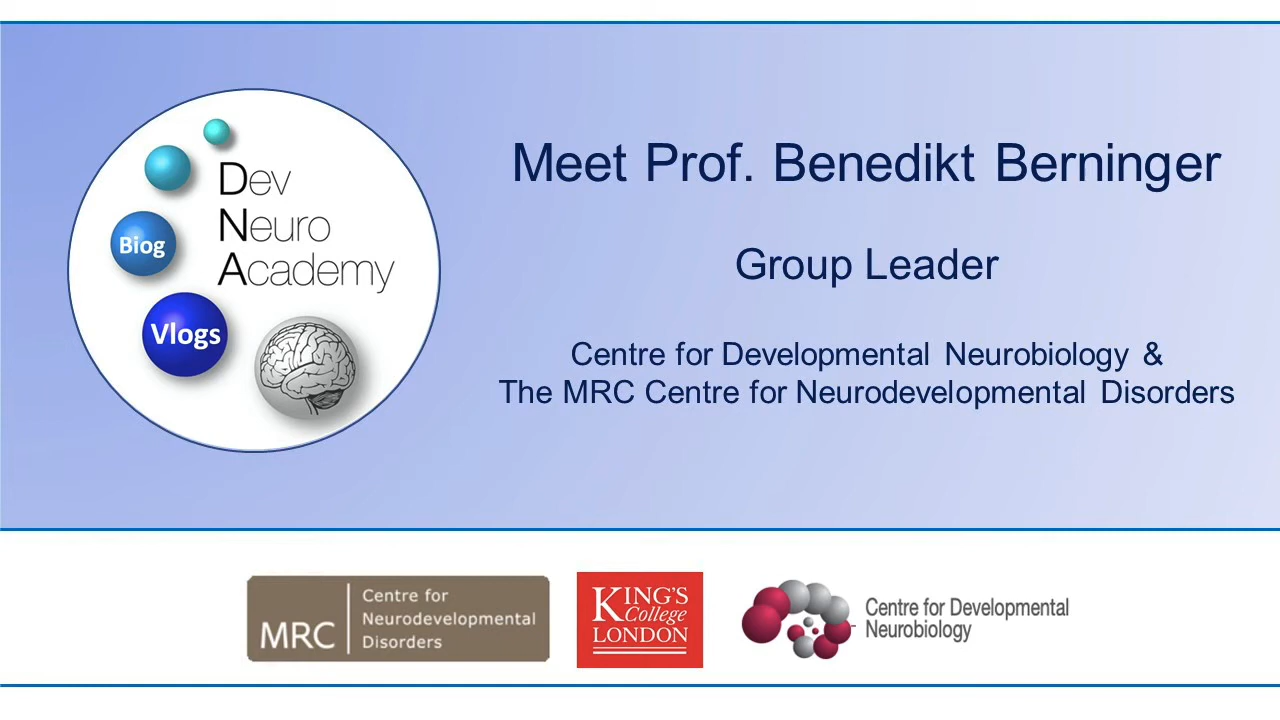 Dev
Neuro
Academy
Biog
Vlogs
Meet Prof. Benedikt Berninger
Group Leader
Centre for Developmental Neurobiology &
The MRC Centre for Neurodevelopmental Disorders
MRC
Centre for
Neurodevelopmental
Disorders
KING'S
College
LONDON
Centre for Developmental
Neurobiology